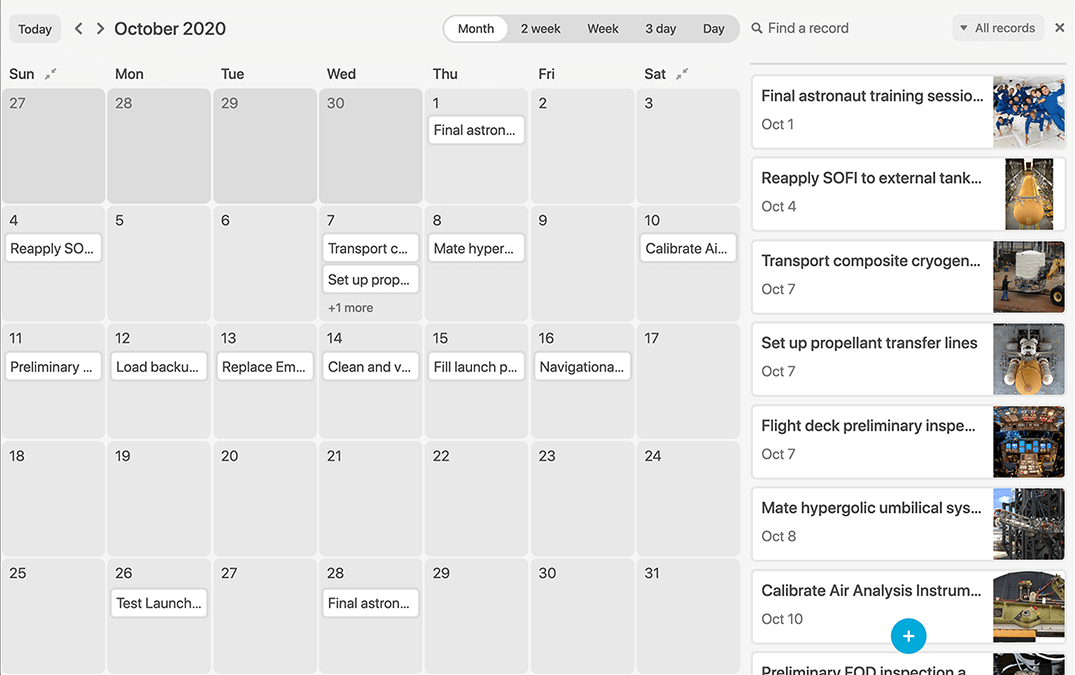 Today
October 2020
Month 2 week Week 3 day Day
Find a record
All records
Sun Mon Tue Wed Thu Fri Sat
27 28 29 30 1 2 3
Final astron...
4 5 6 7 8 9 10
Reapply SO... Transport c... Mate hyper... Calibrate Ai...
Set up prop...
+1 more
11 12 13 14 15 16 17
Preliminary ... Load backu... Replace Em... Clean and v... Fill launch p... Navigationa...
18 19 20 21 22 23 24
25 26 27 28 29 30 31
Test Launch... Final astron...
Final astronaut training sessio...
Oct 1
Reapply SOFI to external tank...
Oct 4
Transport composite cryogen...
Oct 7
Set up propellant transfer lines
Oct 7
Flight deck preliminary inspe...
Oct 7
Mate hypergolic umbilical sys...
Oct 8
Calibrate Air Analysis Instrum...
Oct 10
Preliminary FOD inspection a...